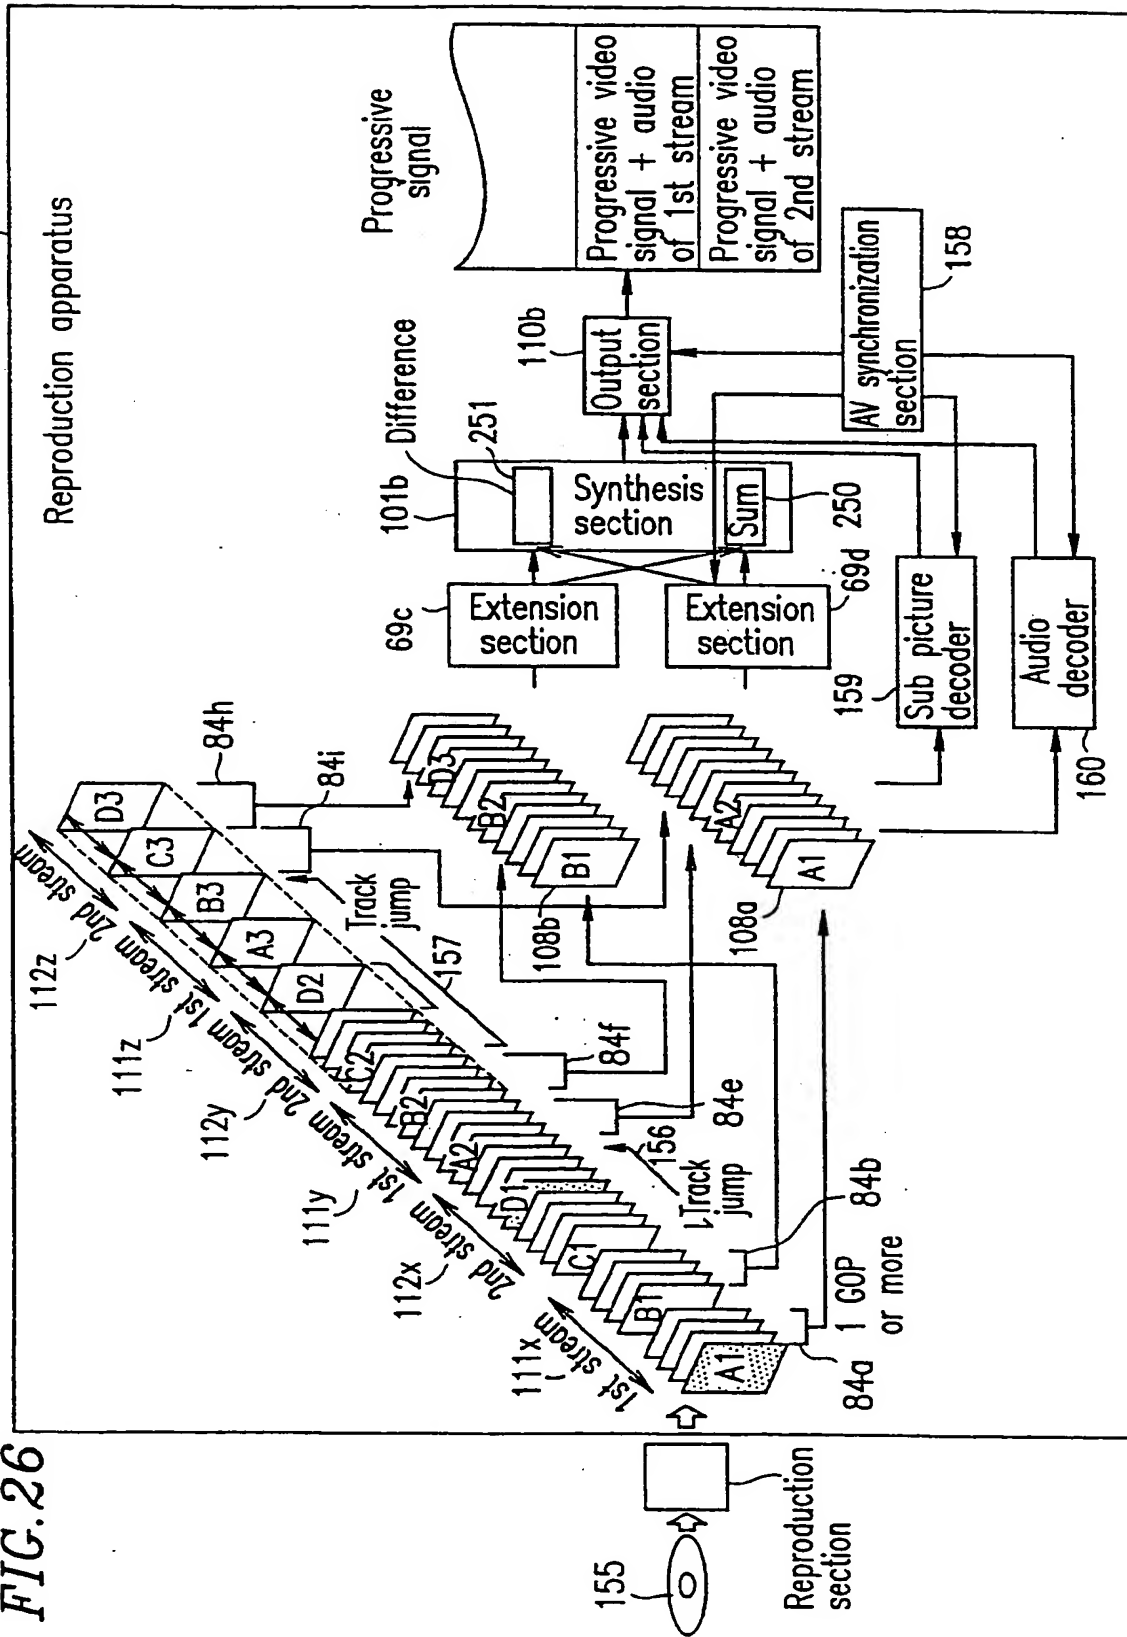 FIG.26
Reproduction apparatus
155
Reproduction
section
1st stream
111x
2nd stream
112x
1st stream
111y
2nd stream
112y
1st stream
111z
2nd stream
112z
A1
B1
C1
D1
A2
B2
C2
D2
A3
B3
C3
D3
84a
1 GOP
or more
84b
Track
jump
156
84e
84f
157
Track
jump
84i
84h
D3
B2
B1
108b
A2
A1
108a
69c
Extension
section
Extension
section
69d
101b
Difference
251
Synthesis
section
Sum
250
159
Sub picture
decoder
Audio
decoder
160
110b
Output
section
AV synchronization
section
158
Progressive
signal
Progressive video
signal + audio
of 1st stream
Progressive video
signal + audio
of 2nd stream